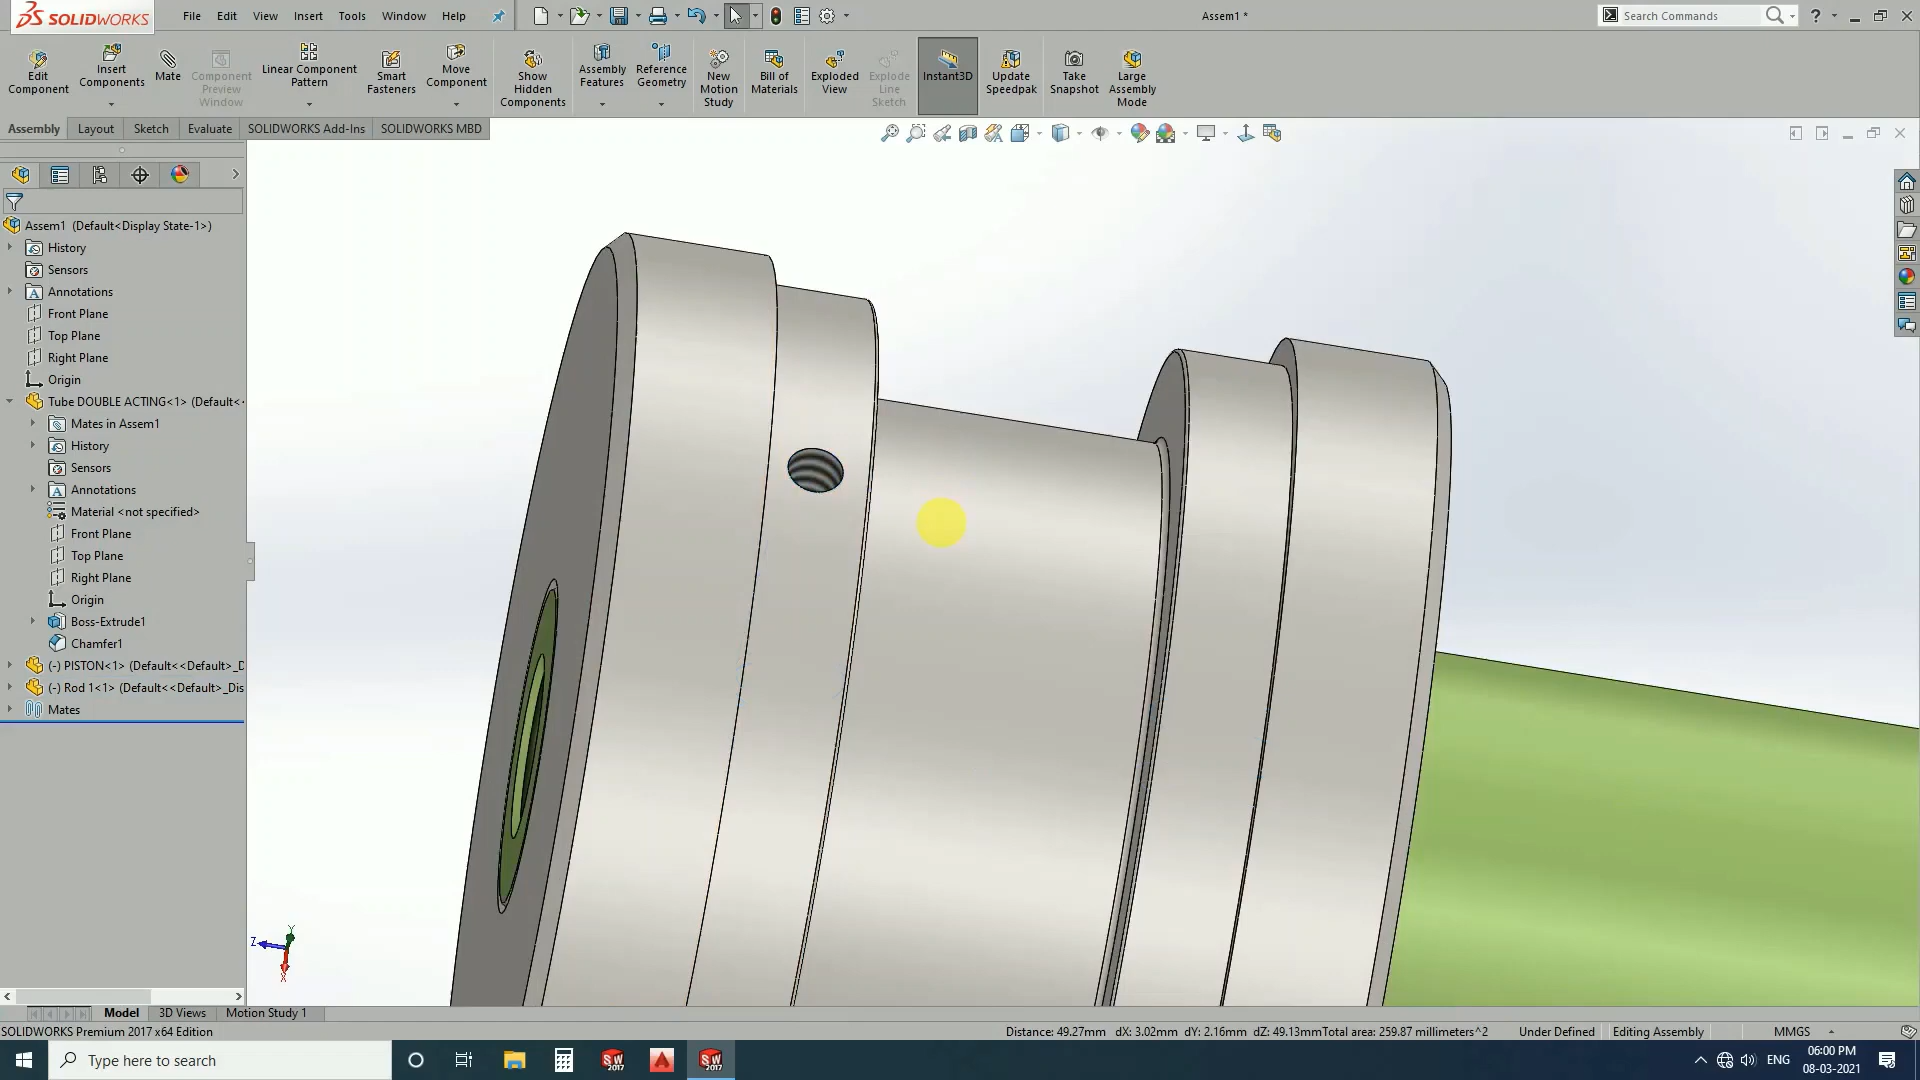 SOLIDWORKS
File Edit View Insert Tools Window Help
Assem1 *
Search Commands
?
Edit Component
Insert Components
Mate
Component Preview Window
Linear Component Pattern
Smart Fasteners
Move Component
Show Hidden Components
Assembly Features
Reference Geometry
New Motion Study
Bill of Materials
Exploded View
Explode Line Sketch
Instant3D
Update Speedpak
Take Snapshot
Large Assembly Mode
Assembly Layout Sketch Evaluate SOLIDWORKS Add-Ins SOLIDWORKS MBD
Assem1 (Default<Display State-1>)
History
Sensors
Annotations
Front Plane
Top Plane
Right Plane
Origin
Tube DOUBLE ACTING<1> (Default<
Mates in Assem1
History
Sensors
Annotations
Material <not specified>
Front Plane
Top Plane
Right Plane
Origin
Boss-Extrude1
Chamfer1
(-) PISTON<1> (Default<<Default>_D
(-) Rod 1<1> (Default<<Default>_Dis
Mates
Y
Z
X
Model 3D Views Motion Study 1
SOLIDWORKS Premium 2017 x64 Edition
Distance: 49.27mm dX: 3.02mm dY: 2.16mm dZ: 49.13mmTotal area: 259.87 millimeters^2
Under Defined
Editing Assembly
MMGS
Type here to search
SW 2017
SW 2017
ENG
06:00 PM
08-03-2021